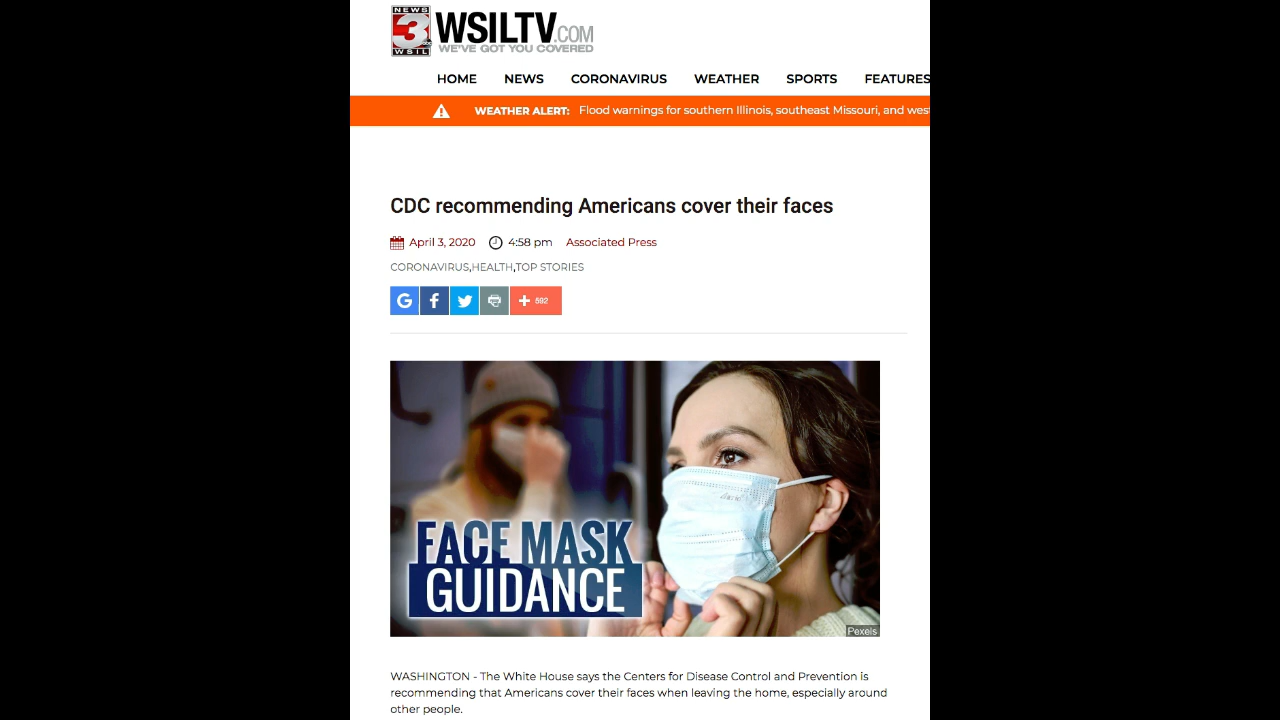 NEWS
3
WSIL
WSILTV.COM
WE'VE GOT YOU COVERED
HOME NEWS CORONAVIRUS WEATHER SPORTS FEATURES
WEATHER ALERT: Flood warnings for southern Illinois, southeast Missouri, and wes
CDC recommending Americans cover their faces
April 3, 2020 4:58 pm Associated Press
CORONAVIRUS,HEALTH,TOP STORIES
G f + 592
FACE MASK
GUIDANCE
Pexels
WASHINGTON - The White House says the Centers for Disease Control and Prevention is
recommending that Americans cover their faces when leaving the home, especially around
other people.